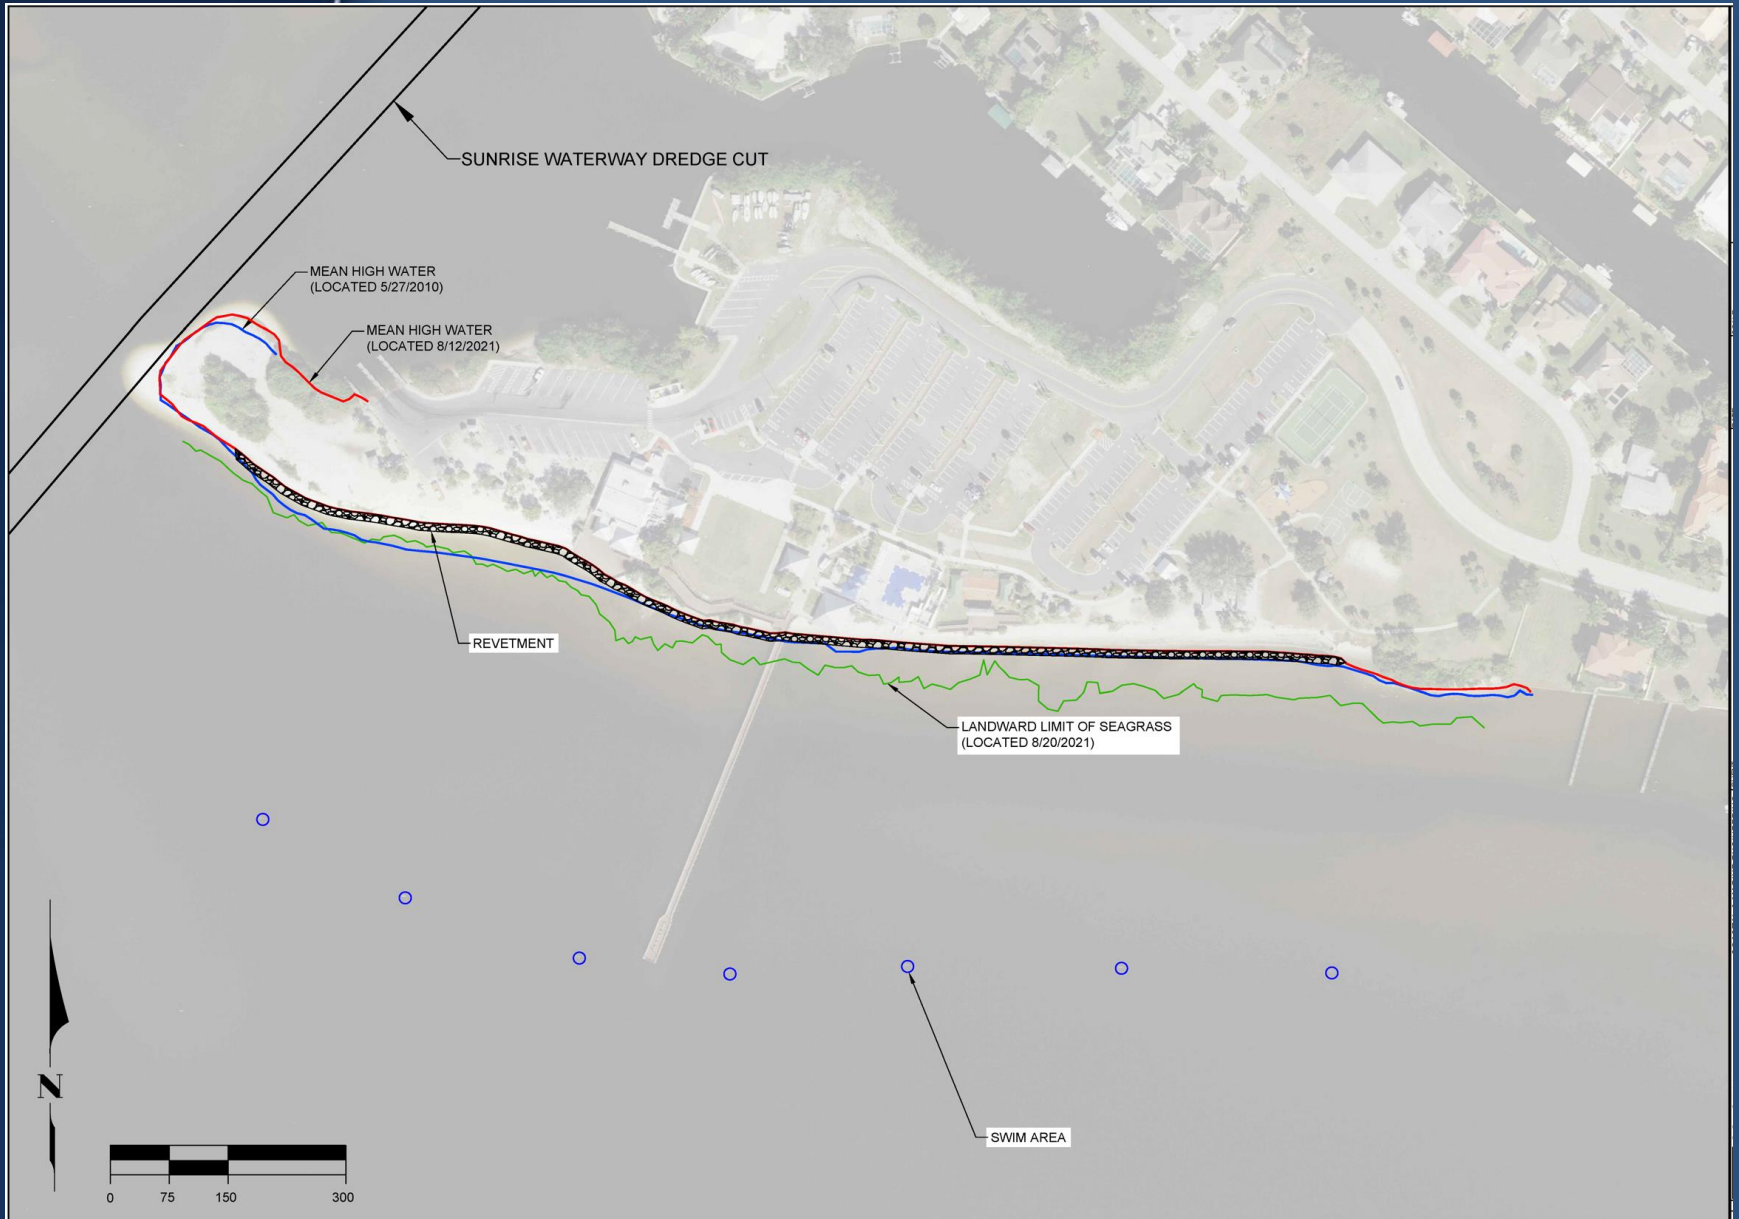 SUNRISE WATERWAY DREDGE CUT
MEAN HIGH WATER
(LOCATED 5/27/2010)
MEAN HIGH WATER
(LOCATED 8/12/2021)
REVETMENT
LANDWARD LIMIT OF SEAGRASS
(LOCATED 8/20/2021)
SWIM AREA
N
0 75 150 300